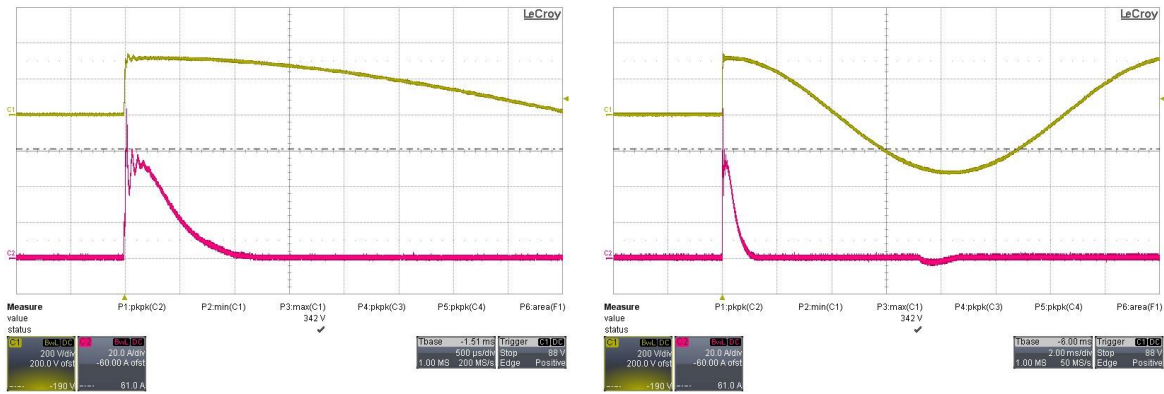 LeCroy
C1
C2
Measure P1:pkpk(C2) P2:min(C1) P3:max(C1) P4:pkpk(C3) P5:pkpk(C4) P6:area(F1)
value 342 V
status ✓
C1 BwL DC
200 V/div
200.0 V ofst
-190 V
C2 BwL DC
20.0 A/div
-60.00 A ofst
61.0 A
Tbase -1.51 ms
500 µs/div
1.00 MS 200 MS/s
Trigger C1 DC
Stop 88 V
Edge Positive
LeCroy
C1
C2
Measure P1:pkpk(C2) P2:min(C1) P3:max(C1) P4:pkpk(C3) P5:pkpk(C4) P6:area(F1)
value 342 V
status ✓
C1 BwL DC
200 V/div
200.0 V ofst
-190 V
C2 BwL DC
20.0 A/div
-60.00 A ofst
61.0 A
Tbase -6.00 ms
2.00 ms/div
1.00 MS 50 MS/s
Trigger C1 DC
Stop 88 V
Edge Positive